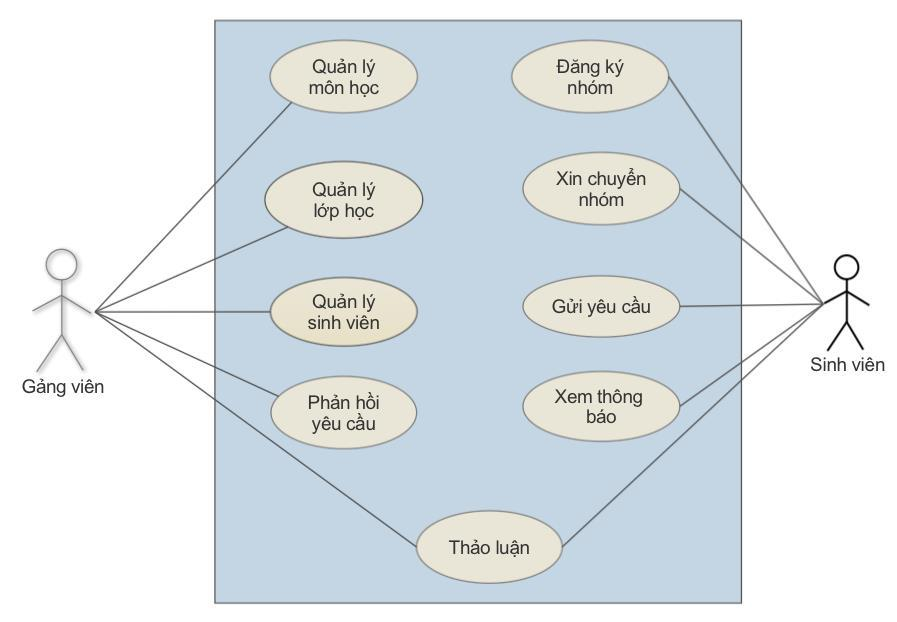 Quản lý
môn học
Đăng ký
nhóm
Quản lý
lớp học
Xin chuyển
nhóm
Quản lý
sinh viên
Gửi yêu cầu
Gảng viên
Sinh viên
Phản hồi
yêu cầu
Xem thông
báo
Thảo luận